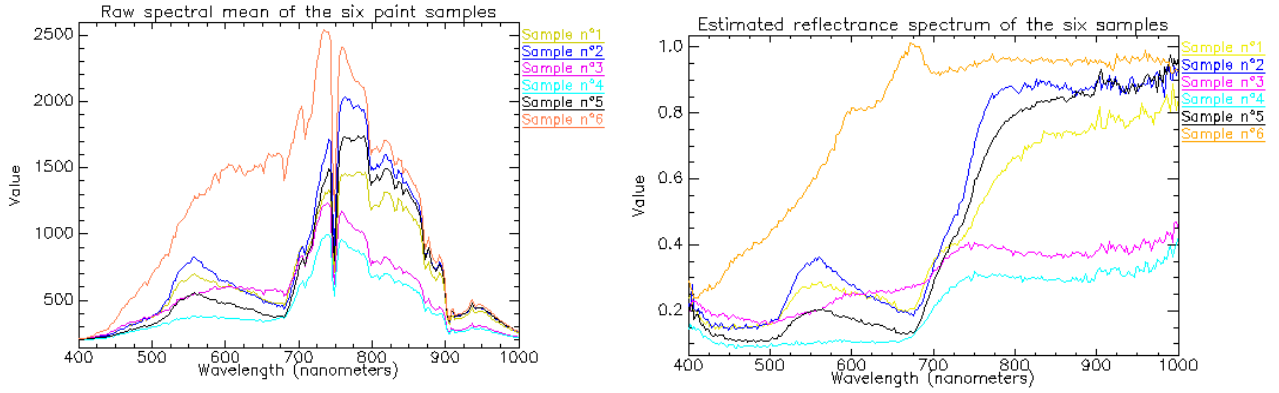 Raw spectral mean of the six paint samples
2500
2000
1500
1000
500
Value
400 500 600 700 800 900 1000
Wavelength (nanometers)
Sample n°1
Sample n°2
Sample n°3
Sample n°4
Sample n°5
Sample n°6
Estimated reflectrance spectrum of the six samples
1.0
0.8
0.6
0.4
0.2
Value
400 500 600 700 800 900 1000
Wavelength (nanometers)
Sample n°1
Sample n°2
Sample n°3
Sample n°4
Sample n°5
Sample n°6